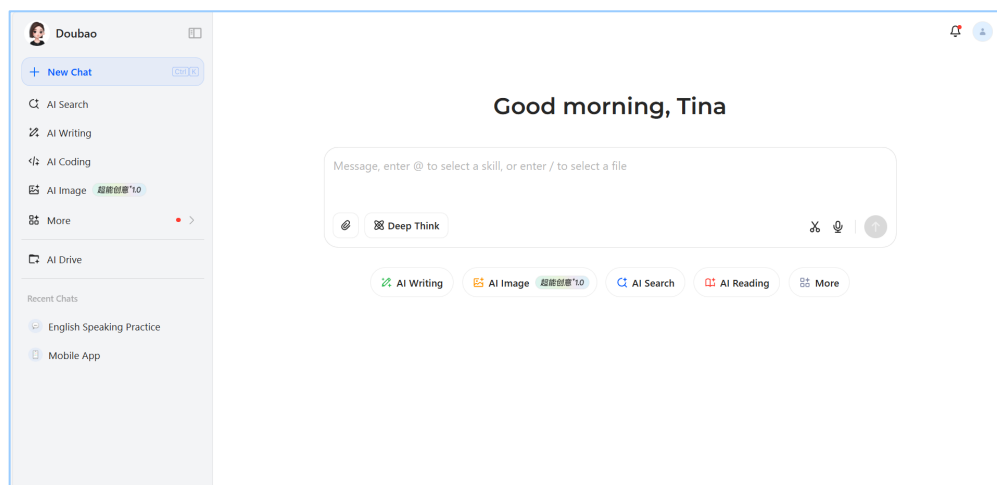 Doubao
New Chat Ctrl K
AI Search
AI Writing
AI Coding
AI Image 超能创意1.0
More
AI Drive
Recent Chats
English Speaking Practice
Mobile App
Good morning, Tina
Message, enter @ to select a skill, or enter / to select a file
Deep Think
AI Writing AI Image 超能创意1.0 AI Search AI Reading More